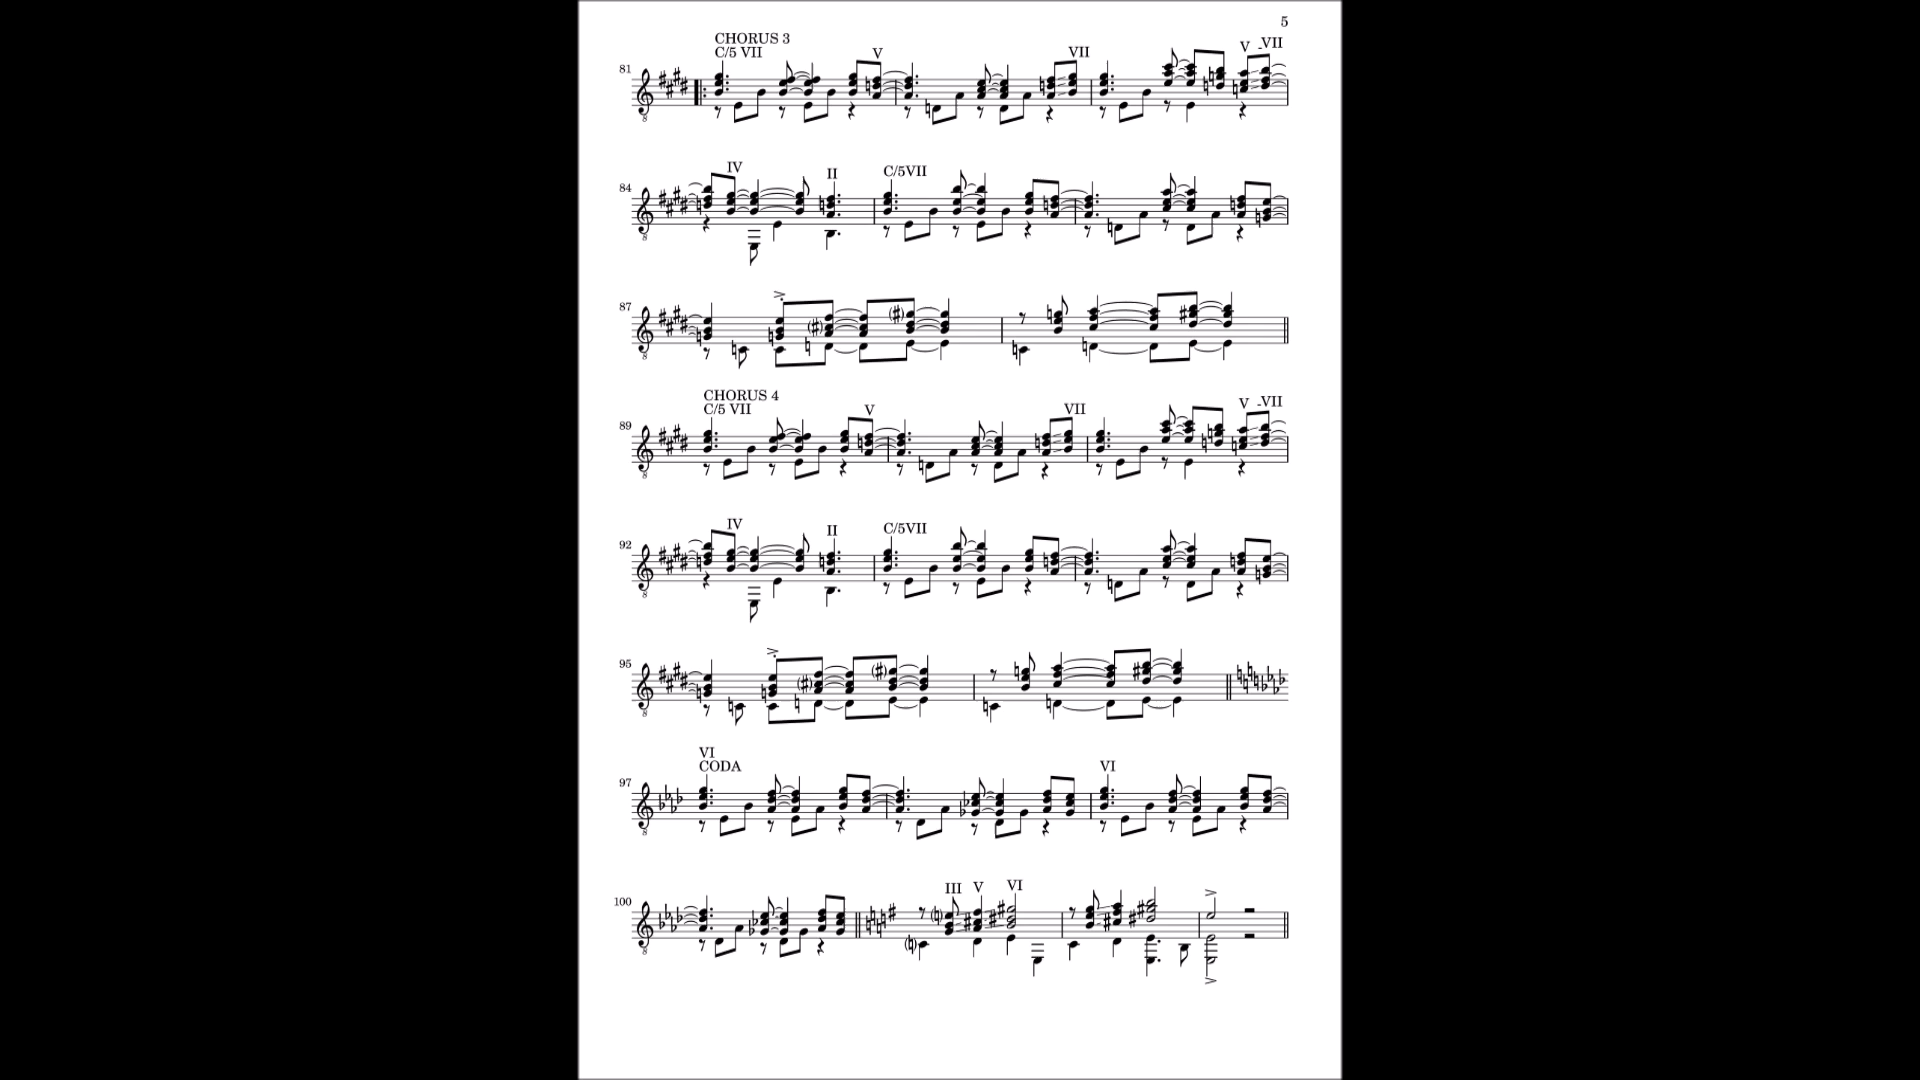 5
CHORUS 3
C/5 VII V VII V -VII
81
IV II C/5VII
84
87
CHORUS 4
C/5 VII V VII V -VII
89
IV II C/5VII
92
95
VI
CODA VI
97
III V VI
100